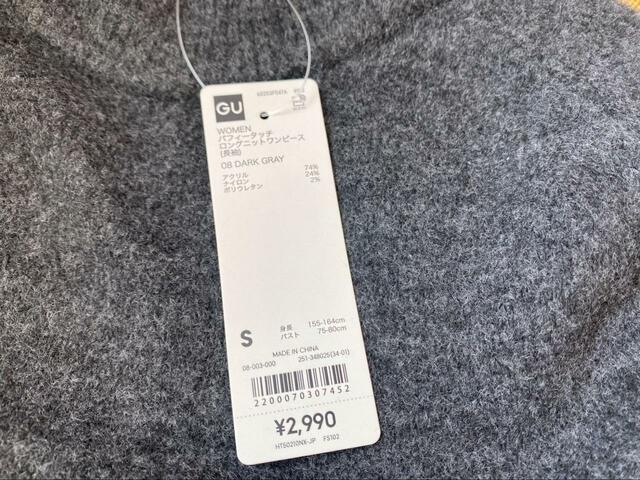 GU
WOMEN
パフィータッチ
ロングニットワンピース
(長袖)
08 DARK GRAY
アクリル 74%
ナイロン 24%
ポリウレタン 2%
S
身長 155-164cm
バスト 75-80cm
MADE IN CHINA
08-003-000 251-348025(34-01)
2200070307452
¥2,990
HT50210NX-JP FS102